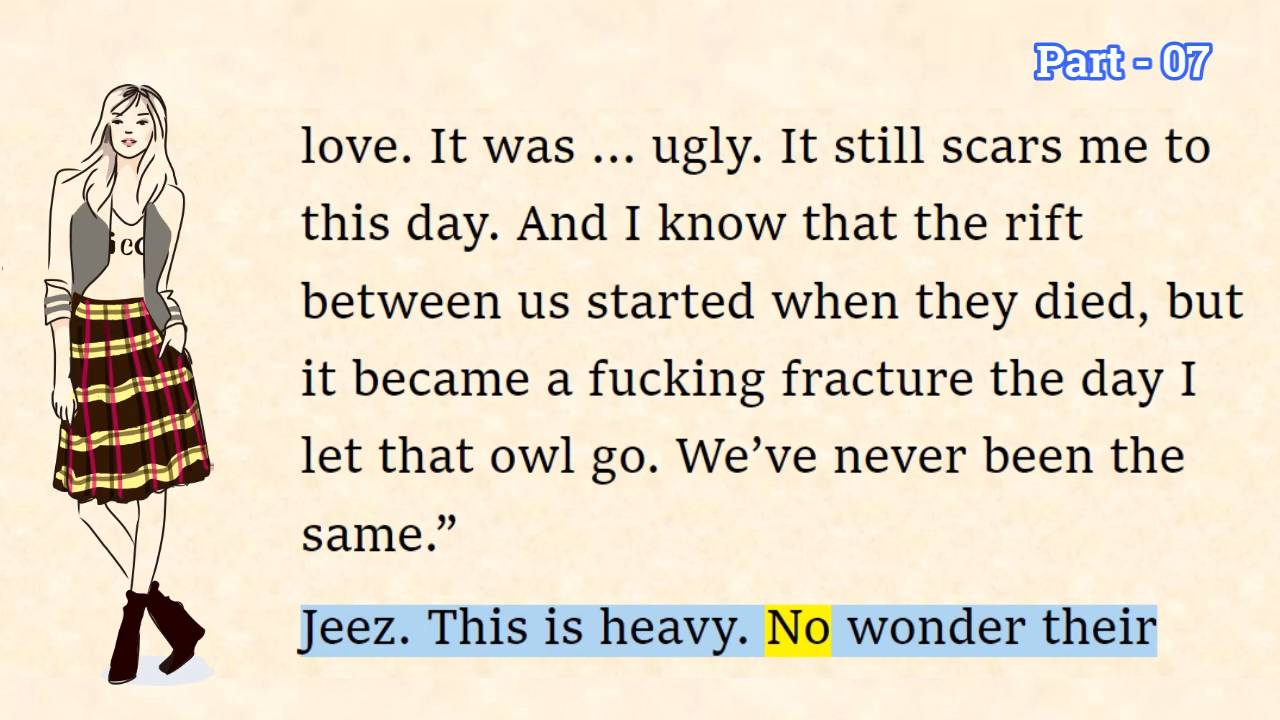 Part - 07
love. It was ... ugly. It still scars me to
this day. And I know that the rift
between us started when they died, but
it became a fucking fracture the day I
let that owl go. We’ve never been the
same.”
Jeez. This is heavy. No wonder their